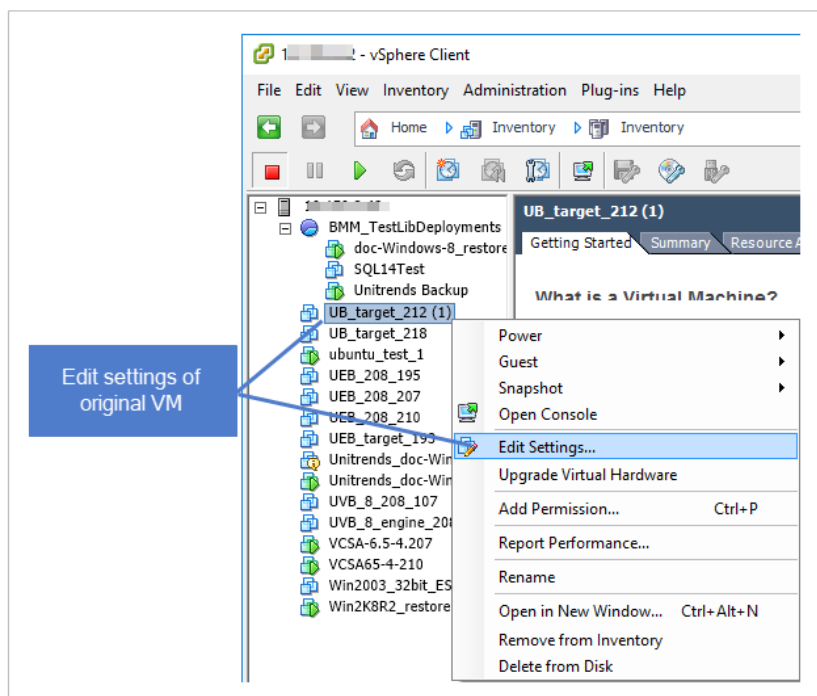 - vSphere Client
File Edit View Inventory Administration Plug-ins Help
Home Inventory Inventory
BMM_TestLibDeployments
doc-Windows-8_restore
SQL14Test
Unitrends Backup
UB_target_212 (1)
UB_target_218
ubuntu_test_1
UEB_208_195
UEB_208_207
UEB_208_210
UEB_target_193
Unitrends_doc-Win
Unitrends_doc-Win
UVB_8_208_107
UVB_8_engine_208
VCSA-6.5-4.207
VCSA65-4-210
Win2003_32bit_ES
Win2K8R2_restore
UB_target_212 (1)
Getting Started Summary Resource A
What is a Virtual Machine?
Power
Guest
Snapshot
Open Console
Edit Settings...
Upgrade Virtual Hardware
Add Permission... Ctrl+P
Report Performance...
Rename
Open in New Window... Ctrl+Alt+N
Remove from Inventory
Delete from Disk
Edit settings of
original VM